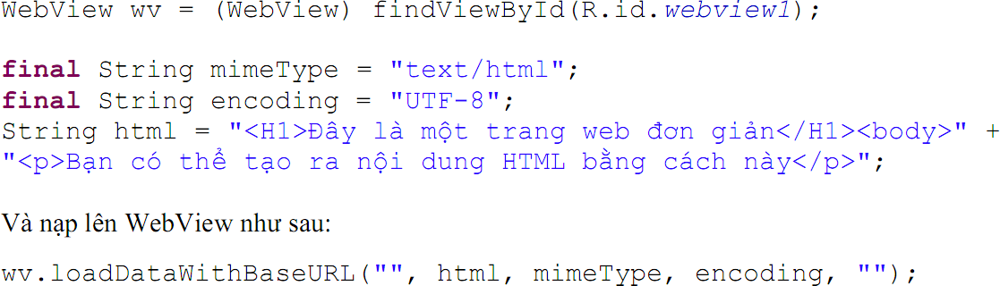 WebView wv = (WebView) findViewById(R.id.webview1);
final String mimeType = "text/html";
final String encoding = "UTF-8";
String html = "<H1>Đây là một trang web đơn giản</H1><body>" +
"<p>Bạn có thể tạo ra nội dung HTML bằng cách này</p>";
Và nạp lên WebView như sau:
wv.loadDataWithBaseURL("", html, mimeType, encoding, "");